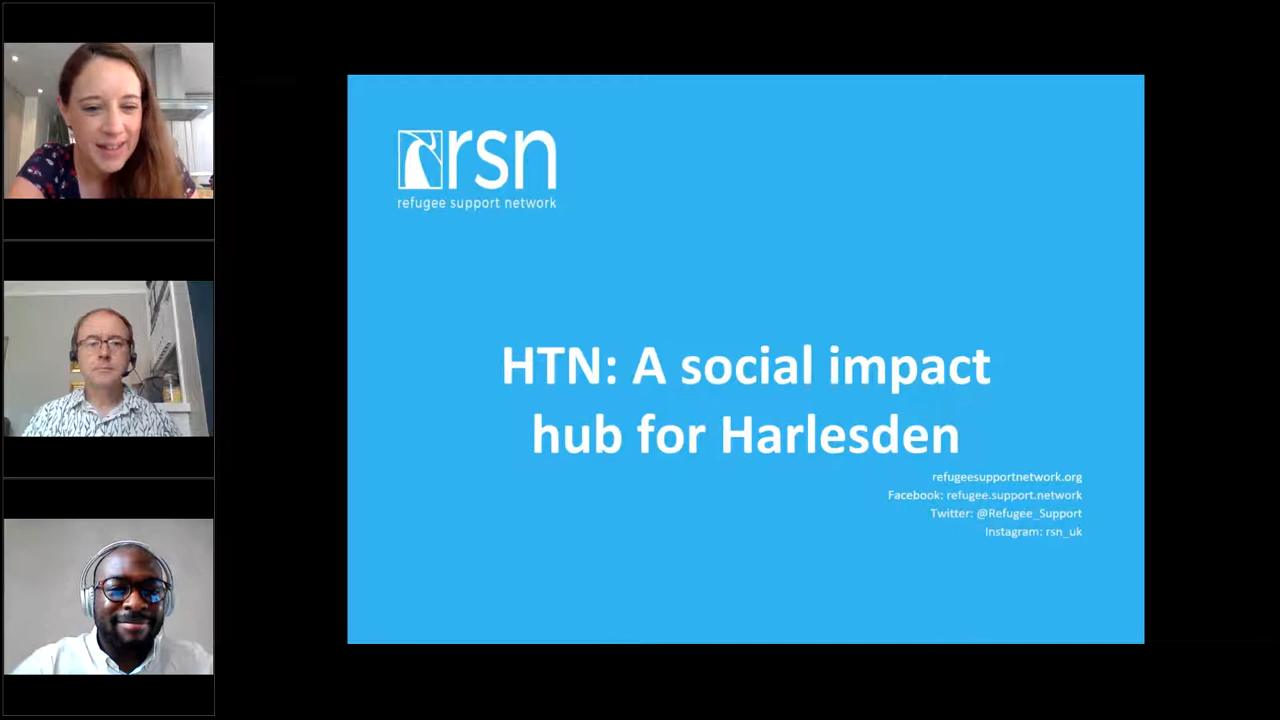 rsn
refugee support network
HTN: A social impact
hub for Harlesden
refugeesupportnetwork.org
Facebook: refugee.support.network
Twitter: @Refugee_Support
Instagram: rsn_uk